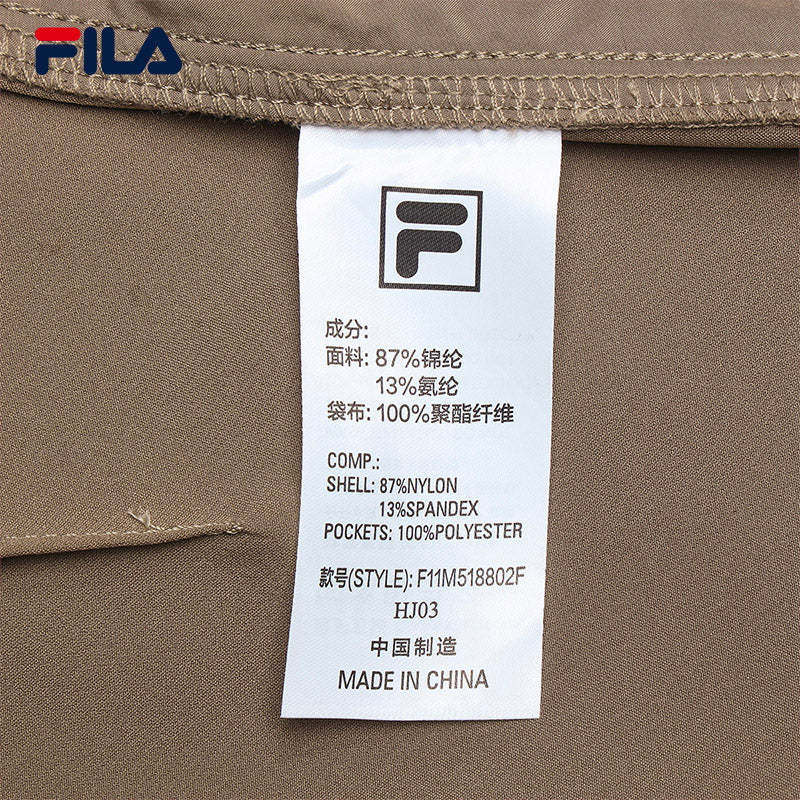 FILA
F
成分:
面料: 87%锦纶
13%氨纶
袋布: 100%聚酯纤维
COMP.:
SHELL: 87%NYLON
13%SPANDEX
POCKETS: 100%POLYESTER
款号(STYLE): F11M518802F
HJ03
中国制造
MADE IN CHINA